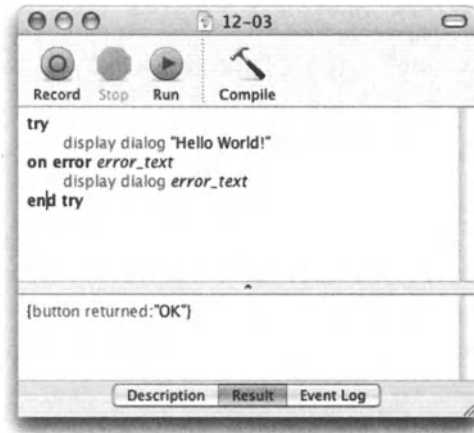 12-03
Record Stop Run Compile
try
display dialog "Hello World!"
on error error_text
display dialog error_text
end try
{button returned:"OK"}
Description Result Event Log